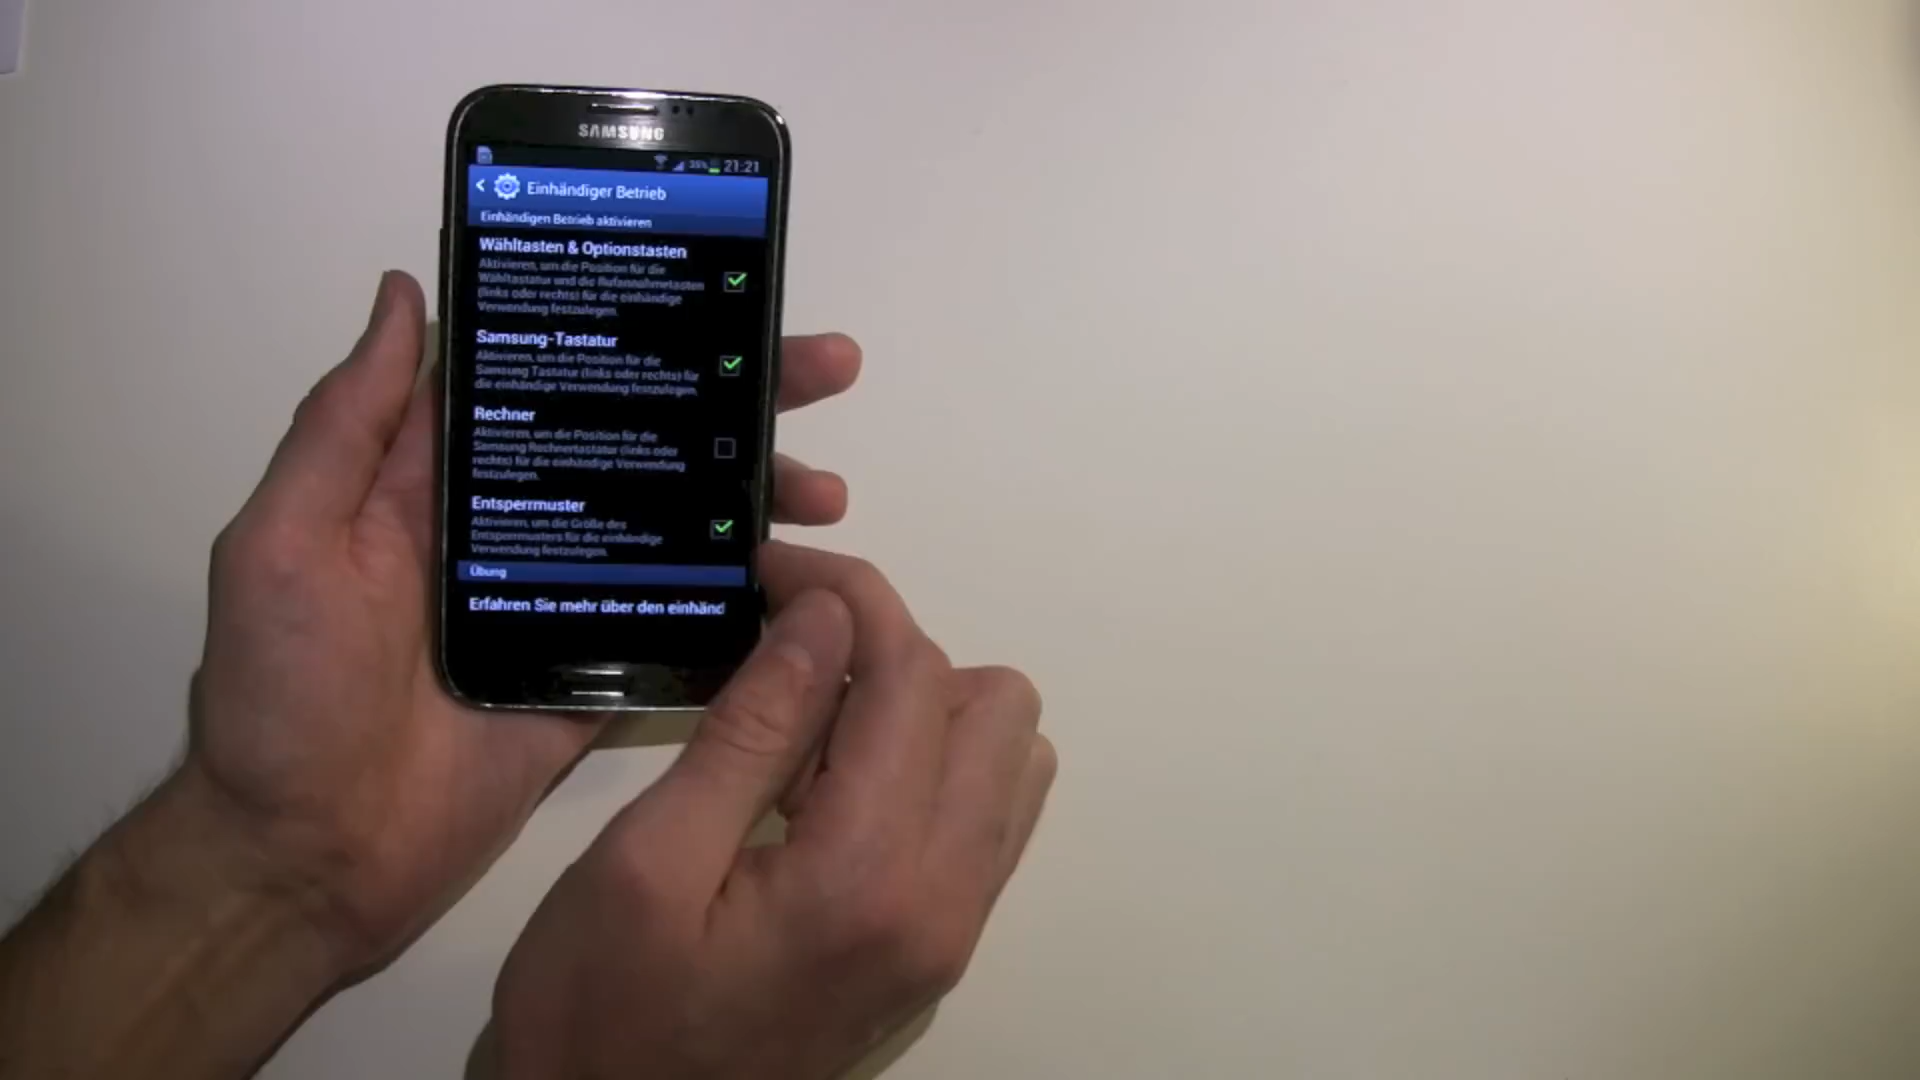 SAMSUNG
35% 21:21
Einhändiger Betrieb
Einhändigen Betrieb aktivieren
Wähltasten & Optionstasten
Aktivieren, um die Position für die
Wähltastatur und die Rufannahmetasten
(links oder rechts) für die einhändige
Verwendung festzulegen.
Samsung-Tastatur
Aktivieren, um die Position für die
Samsung Tastatur (links oder rechts) für
die einhändige Verwendung festzulegen.
Rechner
Aktivieren, um die Position für die
Samsung Rechnertastatur (links oder
rechts) für die einhändige Verwendung
festzulegen.
Entsperrmuster
Aktivieren, um die Größe des
Entsperrmusters für die einhändige
Verwendung festzulegen.
Übung
Erfahren Sie mehr über den einhänd